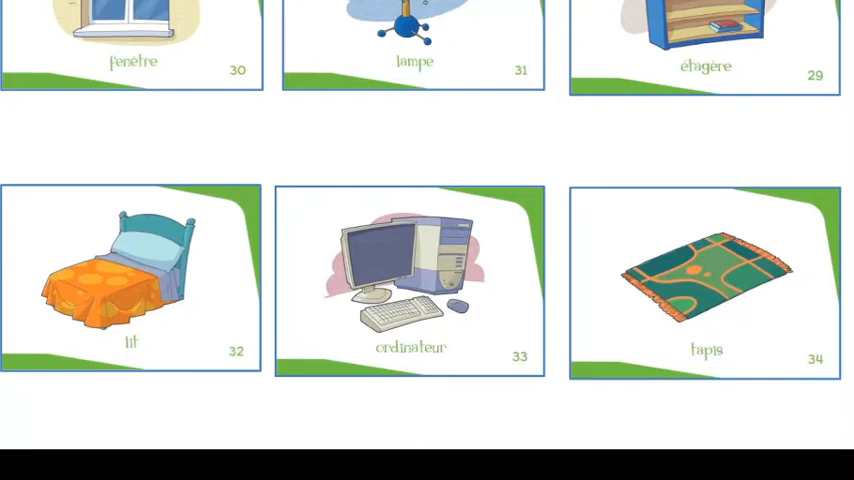 fenêtre
30
lampe
31
étagère
29
lit
32
ordinateur
33
tapis
34